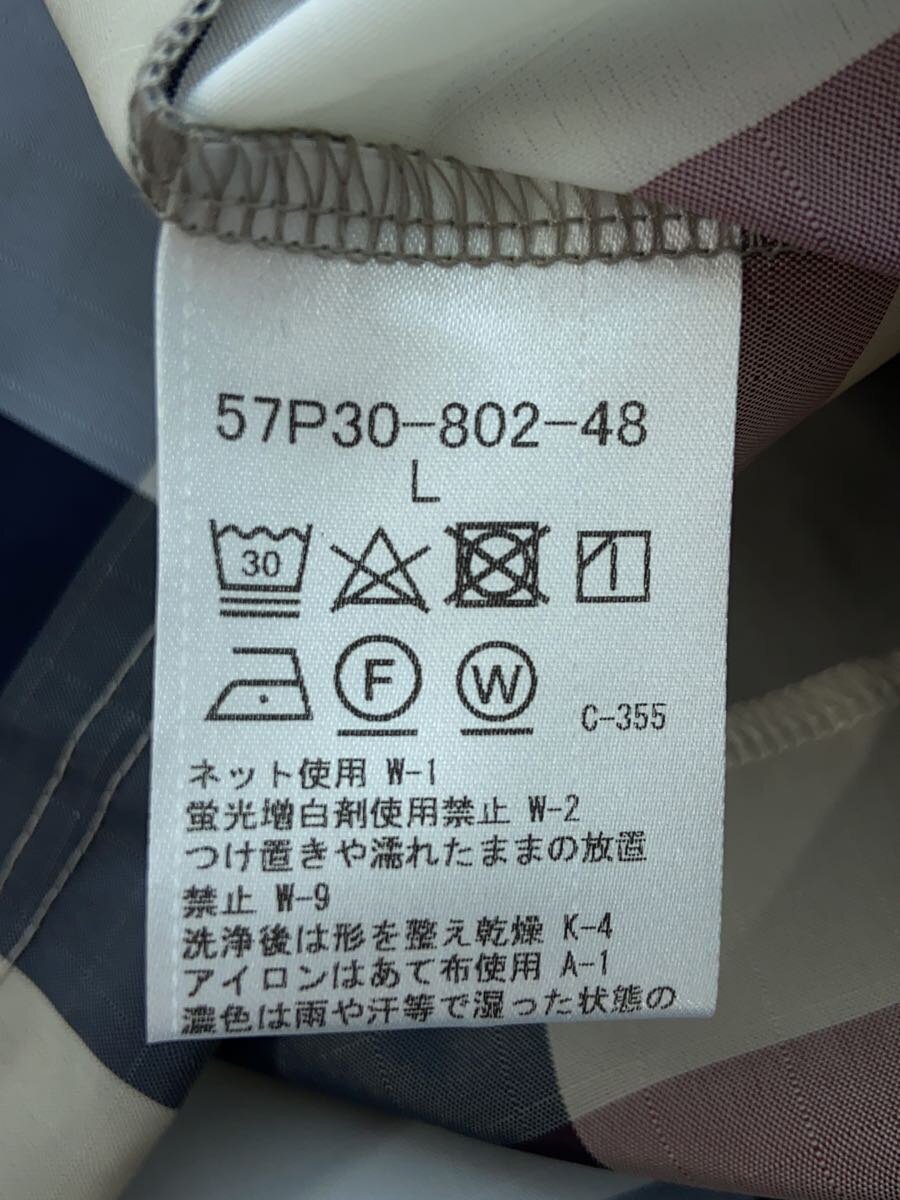 57P30-802-48
L
30
F W C-355
ネット使用 W-1
蛍光増白剤使用禁止 W-2
つけ置きや濡れたままの放置
禁止 W-9
洗浄後は形を整え乾燥 K-4
アイロンはあて布使用 A-1
濃色は雨や汗等で湿った状態の